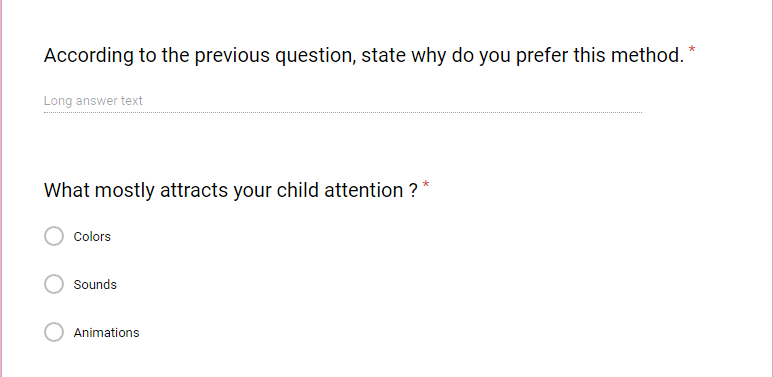 According to the previous question, state why do you prefer this method. *
Long answer text
What mostly attracts your child attention ? *
Colors
Sounds
Animations